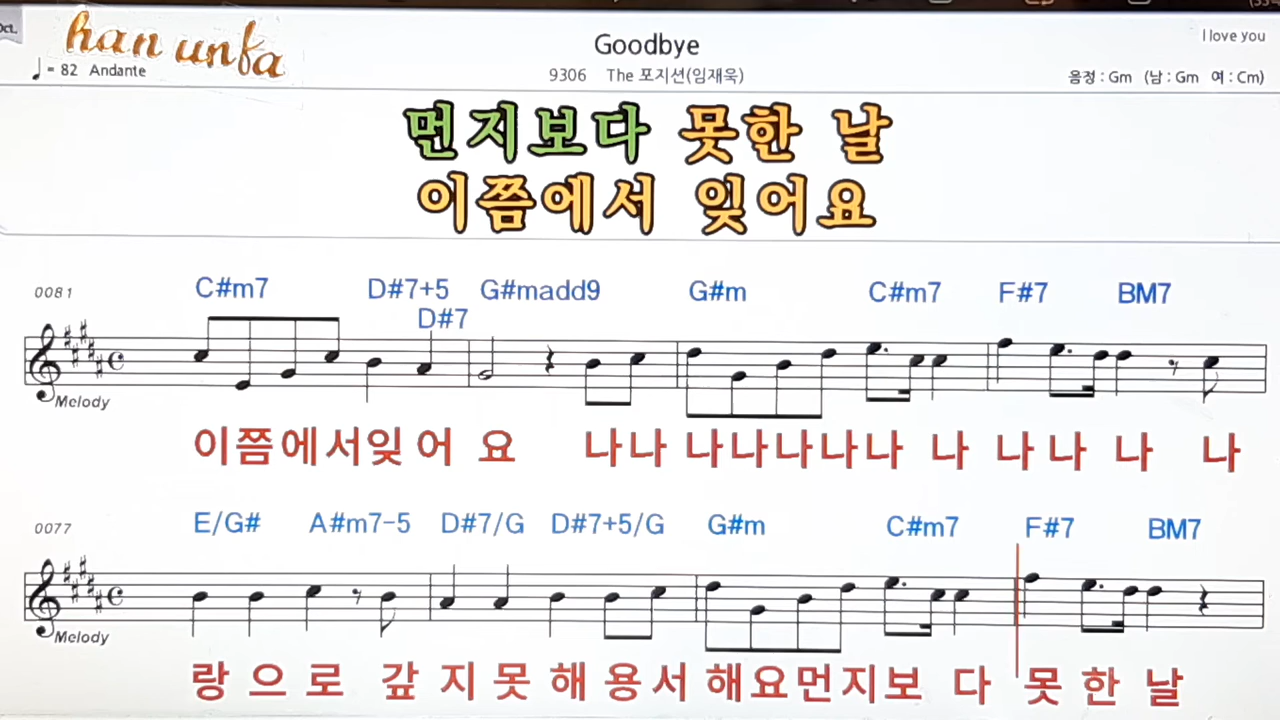 Oct.
han unfa
Goodbye
I love you
♩= 82 Andante
9306 The 포지션(임재욱)
음정 : Gm (남 : Gm 여 : Cm)
먼지보다 못한 날
이쯤에서 잊어요
0081
C#m7 D#7+5 G#madd9 G#m C#m7 F#7 BM7
D#7
Melody
이쯤에서잊어 요 나나 나나나나나 나 나나 나 나
0077
E/G# A#m7-5 D#7/G D#7+5/G G#m C#m7 F#7 BM7
Melody
랑 으 로 갚 지 못 해 용 서 해요먼지보 다 못 한 날